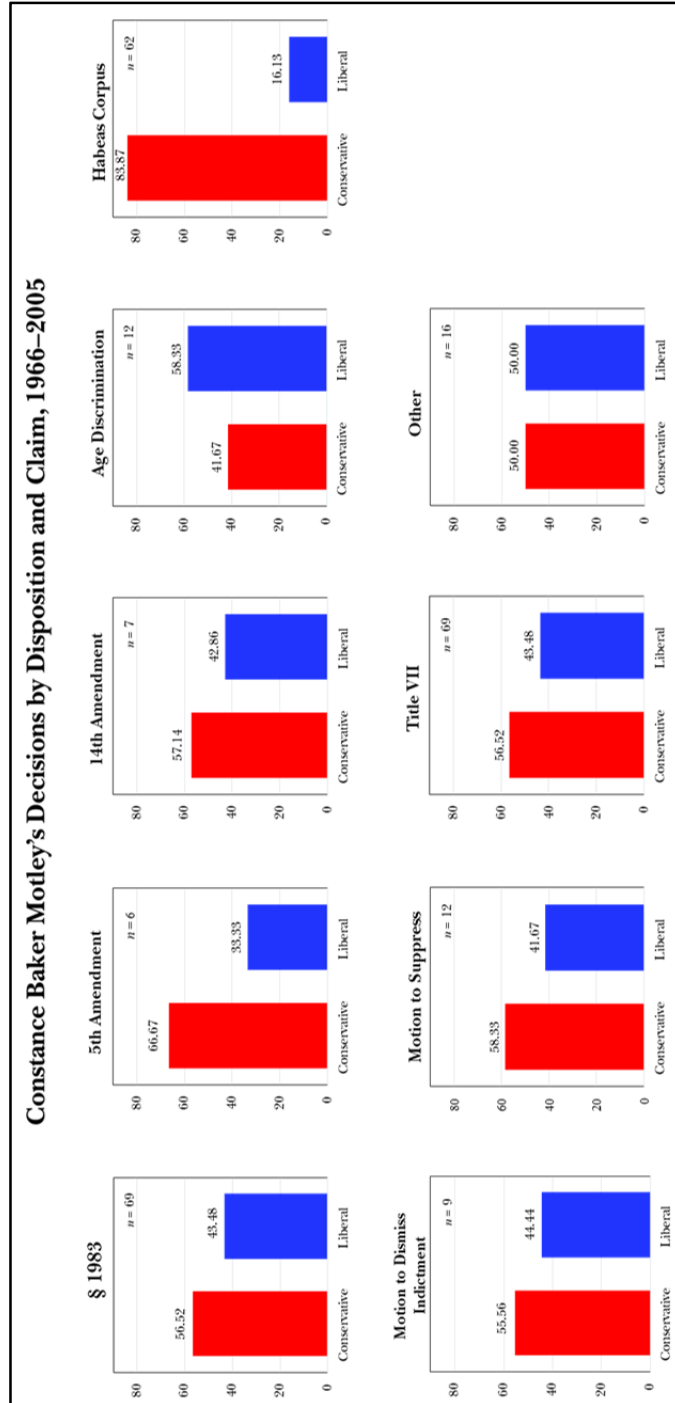 Constance Baker Motley's Decisions by Disposition and Claim, 1966–2005
§ 1983
n = 69
80
60
40
20
0
56.52
43.48
Conservative
Liberal
5th Amendment
n = 6
80
60
40
20
0
66.67
33.33
Conservative
Liberal
14th Amendment
n = 7
80
60
40
20
0
57.14
42.86
Conservative
Liberal
Age Discrimination
n = 12
80
60
40
20
0
41.67
58.33
Conservative
Liberal
Habeas Corpus
n = 62
80
60
40
20
0
83.87
16.13
Conservative
Liberal
Motion to Dismiss
Indictment
n = 9
80
60
40
20
0
55.56
44.44
Conservative
Liberal
Motion to Suppress
n = 12
80
60
40
20
0
58.33
41.67
Conservative
Liberal
Title VII
n = 69
80
60
40
20
0
56.52
43.48
Conservative
Liberal
Other
n = 16
80
60
40
20
0
50.00
50.00
Conservative
Liberal